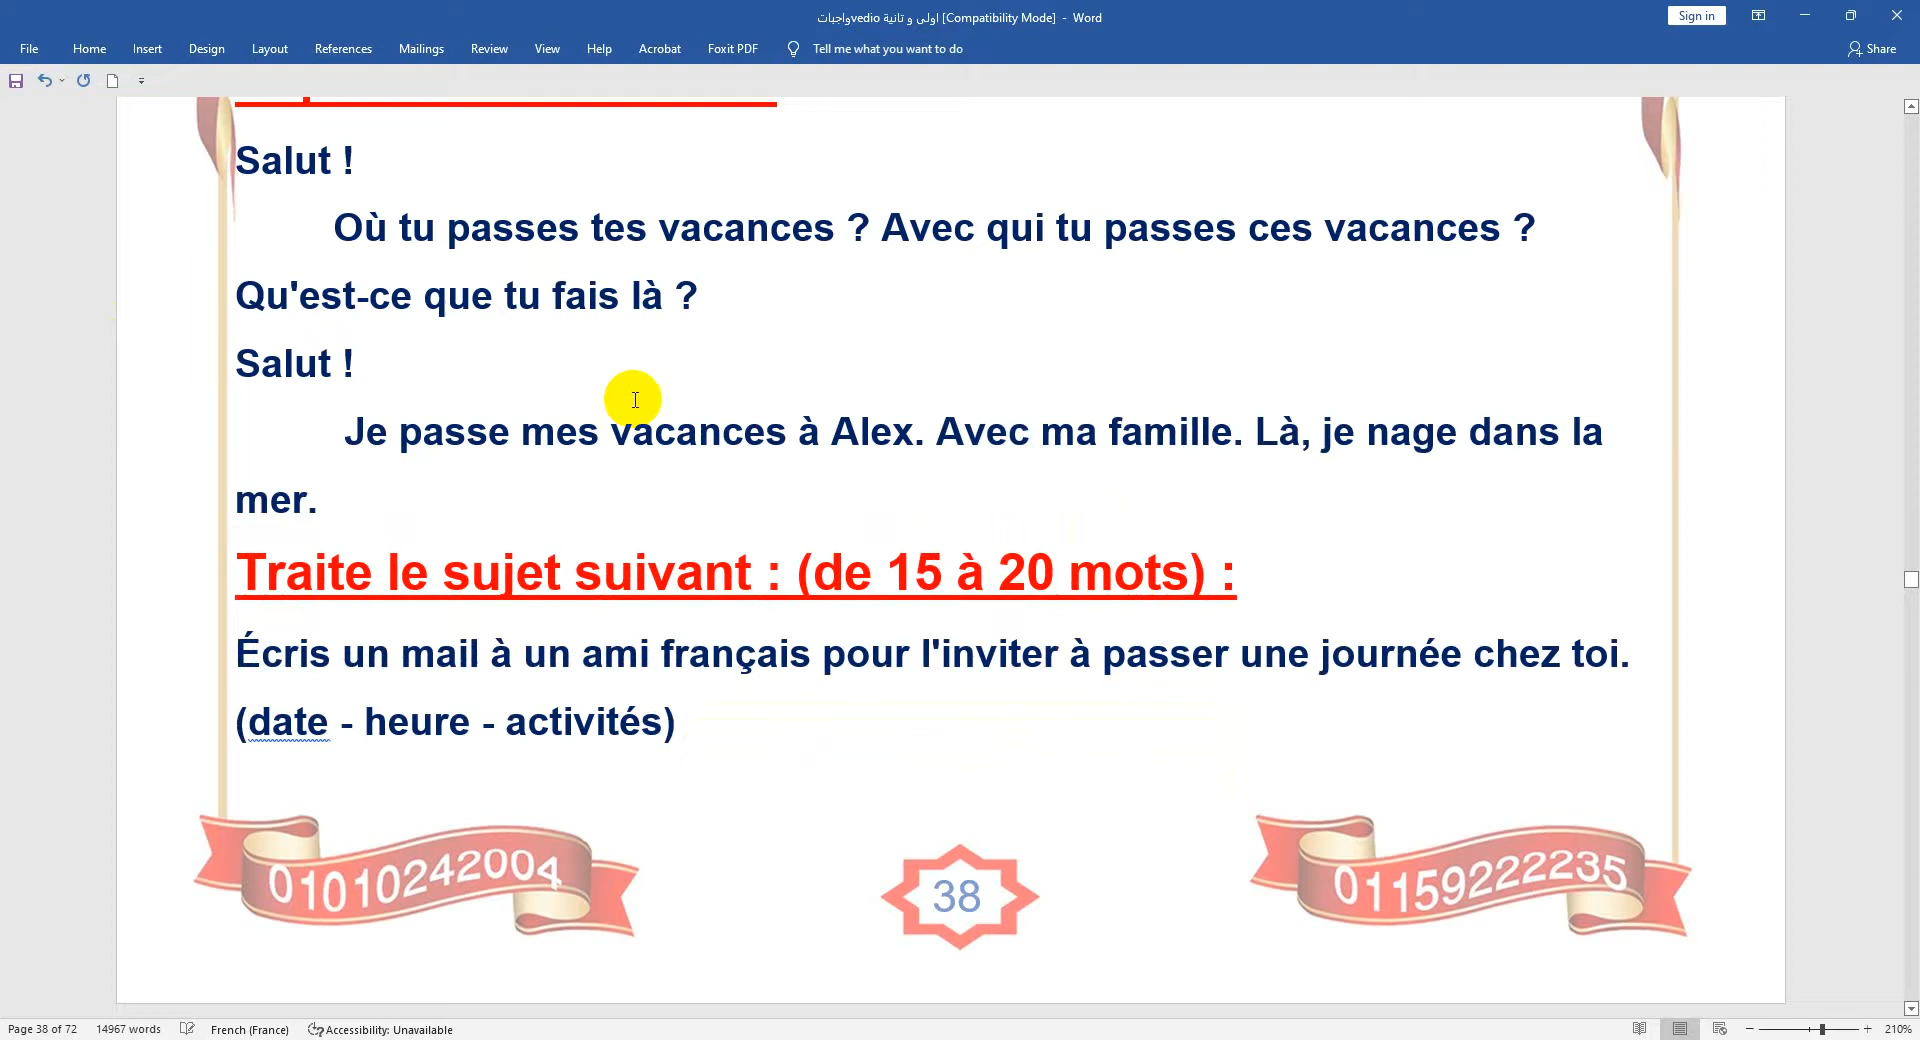 واجباتvedio اولى و تانية [Compatibility Mode] - Word
Sign in
File Home Insert Design Layout References Mailings Review View Help Acrobat Foxit PDF Tell me what you want to do Share
Salut !
Où tu passes tes vacances ? Avec qui tu passes ces vacances ?
Qu'est-ce que tu fais là ?
Salut !
Je passe mes vacances à Alex. Avec ma famille. Là, je nage dans la
mer.
Traite le sujet suivant : (de 15 à 20 mots) :
Écris un mail à un ami français pour l'inviter à passer une journée chez toi.
(date - heure - activités)
01010242004
38
01159222235
Page 38 of 72 14967 words French (France) Accessibility: Unavailable 210%